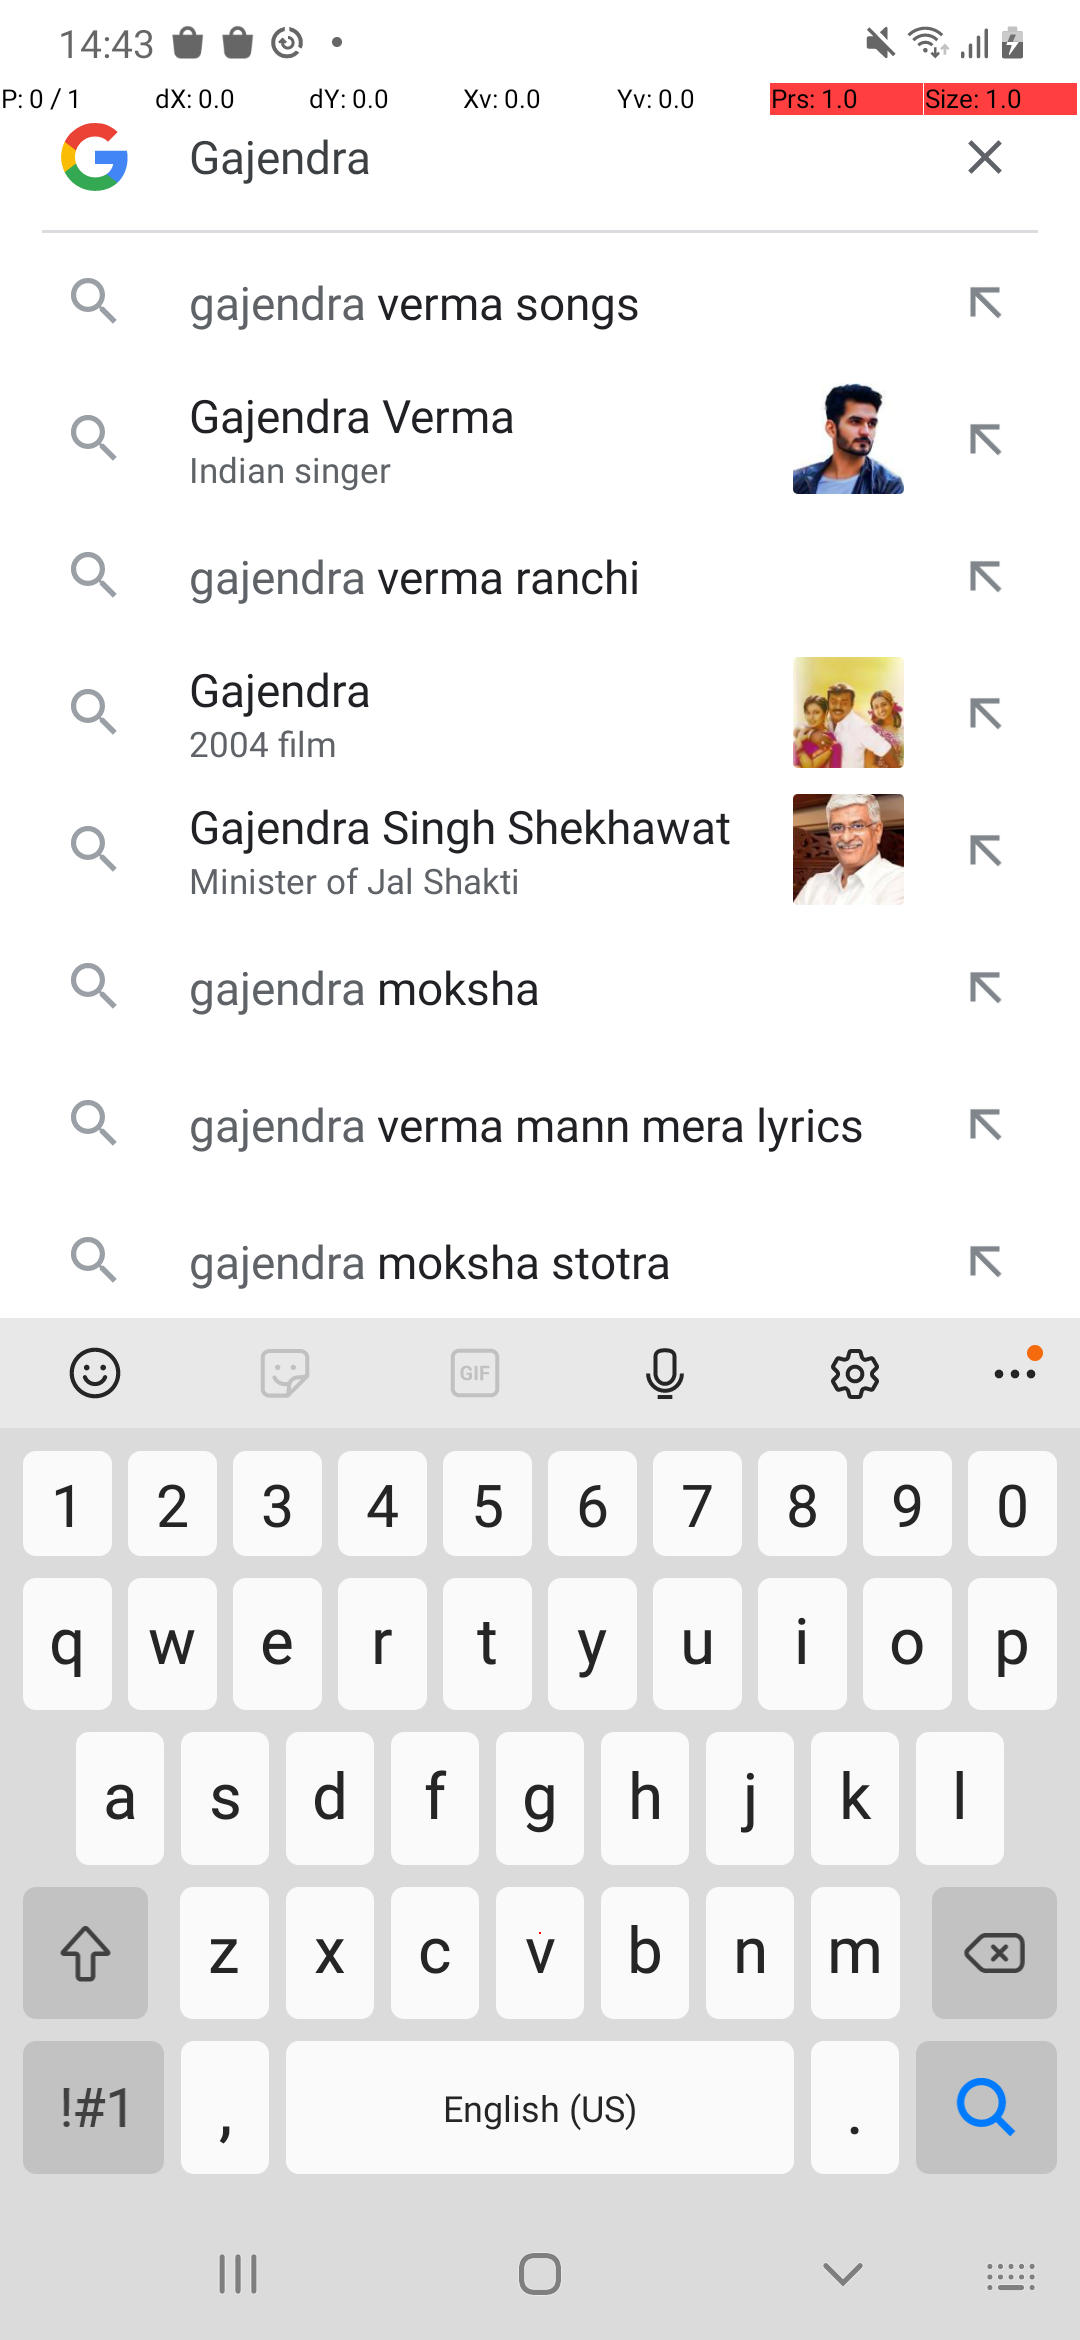 14:43
P: 0 / 1 dX: 0.0 dY: 0.0 Xv: 0.0 Yv: 0.0 Prs: 1.0 Size: 1.0
Gajendra
gajendra verma songs
Gajendra Verma
Indian singer
gajendra verma ranchi
Gajendra
2004 film
Gajendra Singh Shekhawat
Minister of Jal Shakti
gajendra moksha
gajendra verma mann mera lyrics
gajendra moksha stotra
GIF
1 2 3 4 5 6 7 8 9 0
q w e r t y u i o p
a s d f g h j k l
z x c v b n m
!#1 , English (US) .